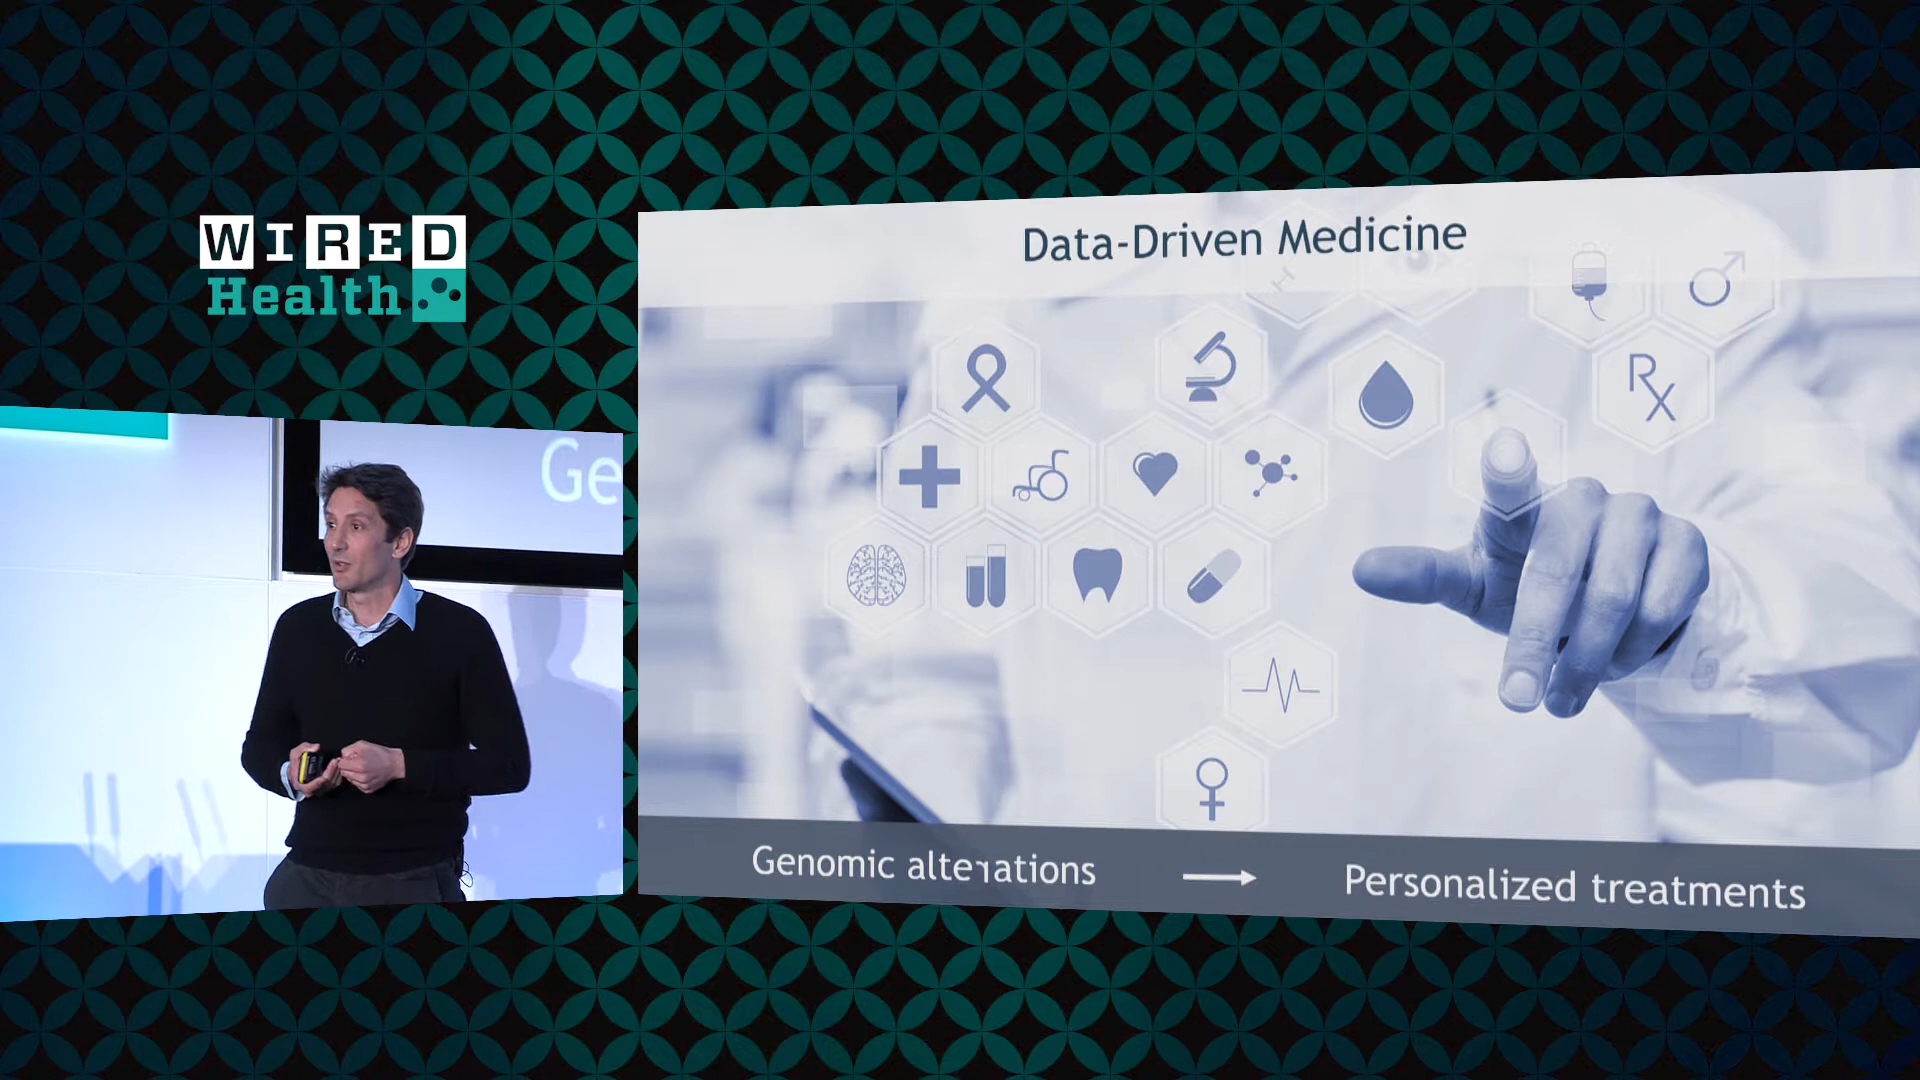 WIRED
Health
Data-Driven Medicine
Rx
Ge
Genomic alterations → Personalized treatments